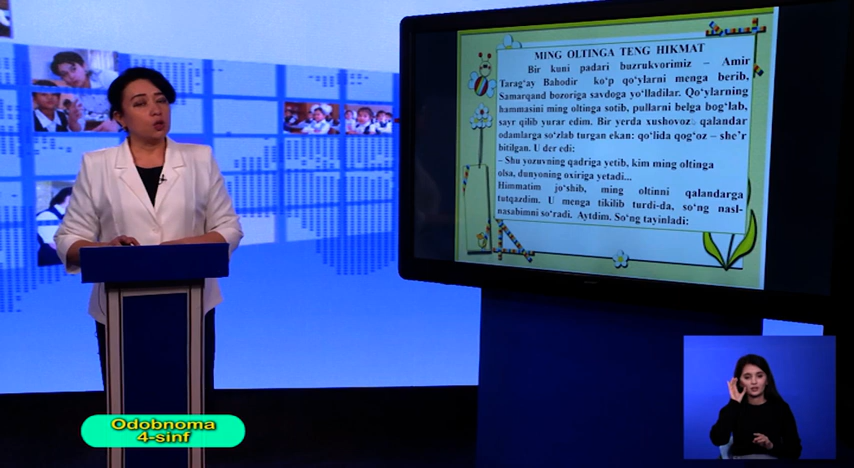 MING OLTINGA TENG HIKMAT
Bir kuni padari buzrukvorimiz – Amir
Tarag‘ay Bahodir ko‘p qo‘ylarni menga berib,
Samarqand bozoriga savdoga yo‘lladilar. Qo‘ylarning
hammasini ming oltinga sotib, pullarni belga bog‘lab,
sayr qilib yurar edim. Bir yerda xushovoz qalandar
odamlarga so‘zlab turgan ekan: qo‘lida qog‘oz – she’r
bitilgan. U der edi:
– Shu yozuvning qadriga yetib, kim ming oltinga
olsa, dunyoning oxiriga yetadi...
Himmatim jo‘shib, ming oltinni qalandarga
tutqazdim. U menga tikilib turdi-da, so‘ng nasl-
nasabimni so‘radi. Aytdim. So‘ng tayinladi:
Odobnoma
4-sinf